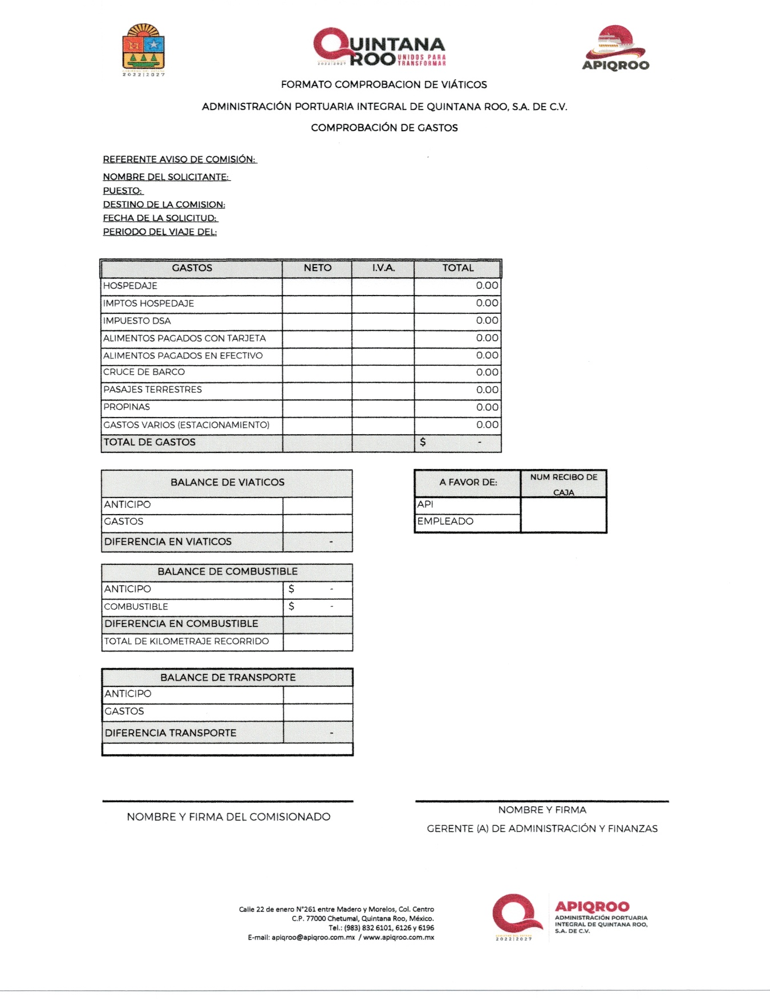 2022|2027
QUINTANA
ROO UNIDOS PARA
TRANSFORMAR
2022|2027
APIQROO
FORMATO COMPROBACION DE VIÁTICOS
ADMINISTRACIÓN PORTUARIA INTEGRAL DE QUINTANA ROO, S.A. DE C.V.
COMPROBACIÓN DE GASTOS
REFERENTE AVISO DE COMISIÓN:
NOMBRE DEL SOLICITANTE:
PUESTO:
DESTINO DE LA COMISION:
FECHA DE LA SOLICITUD:
PERIODO DEL VIAJE DEL:
GASTOS NETO I.V.A. TOTAL
HOSPEDAJE 0.00
IMPTOS HOSPEDAJE 0.00
IMPUESTO DSA 0.00
ALIMENTOS PAGADOS CON TARJETA 0.00
ALIMENTOS PAGADOS EN EFECTIVO 0.00
CRUCE DE BARCO 0.00
PASAJES TERRESTRES 0.00
PROPINAS 0.00
GASTOS VARIOS (ESTACIONAMIENTO) 0.00
TOTAL DE GASTOS $ -
BALANCE DE VIATICOS
ANTICIPO
GASTOS
DIFERENCIA EN VIATICOS -
A FAVOR DE: NUM RECIBO DE
CAJA
API
EMPLEADO
BALANCE DE COMBUSTIBLE
ANTICIPO $ -
COMBUSTIBLE $ -
DIFERENCIA EN COMBUSTIBLE
TOTAL DE KILOMETRAJE RECORRIDO
BALANCE DE TRANSPORTE
ANTICIPO
GASTOS
DIFERENCIA TRANSPORTE -
NOMBRE Y FIRMA DEL COMISIONADO
NOMBRE Y FIRMA
GERENTE (A) DE ADMINISTRACIÓN Y FINANZAS
Calle 22 de enero N°261 entre Madero y Morelos, Col. Centro
C.P. 77000 Chetumal, Quintana Roo, México.
Tel.: (983) 832 6101, 6126 y 6196
E-mail: apiqroo@apiqroo.com.mx / www.apiqroo.com.mx
2022|2027
APIQROO
ADMINISTRACIÓN PORTUARIA
INTEGRAL DE QUINTANA ROO,
S.A. DE C.V.